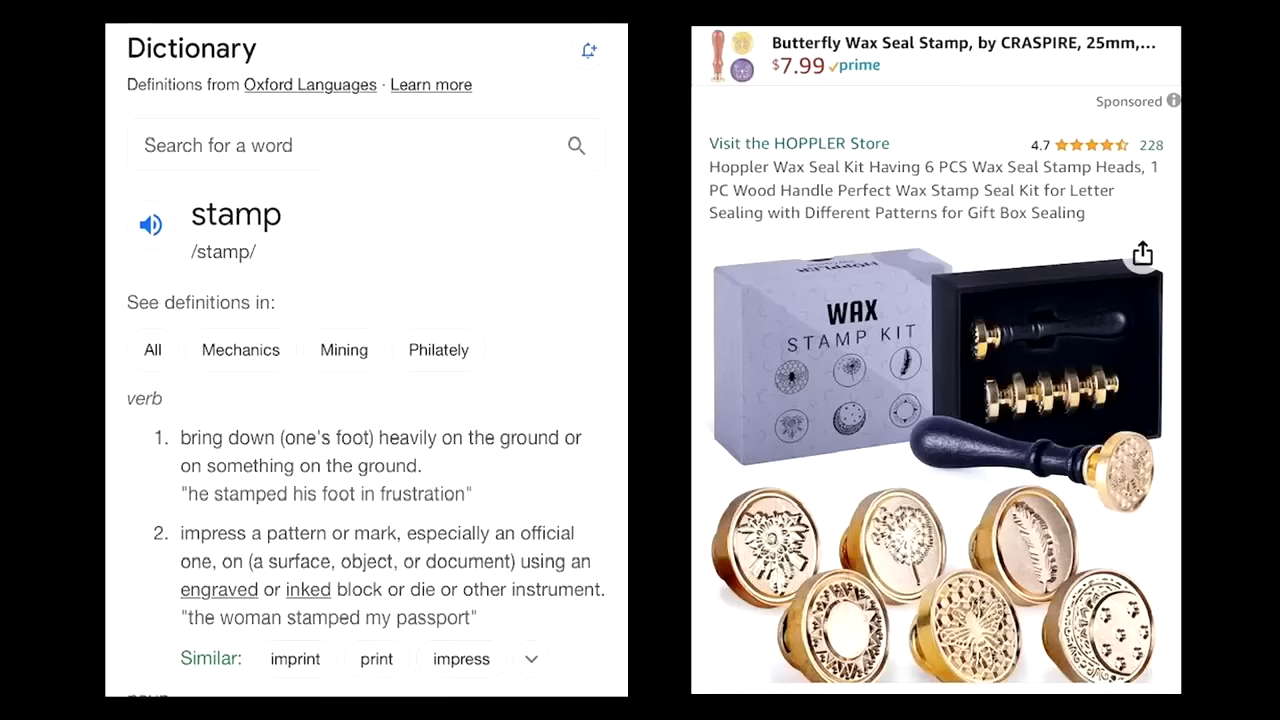 Dictionary
Definitions from Oxford Languages · Learn more
Search for a word
stamp
/stamp/
See definitions in:
All
Mechanics
Mining
Philately
verb
1. bring down (one's foot) heavily on the ground or
on something on the ground.
"he stamped his foot in frustration"
2. impress a pattern or mark, especially an official
one, on (a surface, object, or document) using an
engraved or inked block or die or other instrument.
"the woman stamped my passport"
Similar:
imprint
print
impress
Butterfly Wax Seal Stamp, by CRASPIRE, 25mm,...
$7.99 prime
Sponsored
Visit the HOPPLER Store
4.7
228
Hoppler Wax Seal Kit Having 6 PCS Wax Seal Stamp Heads, 1
PC Wood Handle Perfect Wax Stamp Seal Kit for Letter
Sealing with Different Patterns for Gift Box Sealing
HOPPLER
WAX
STAMP KIT